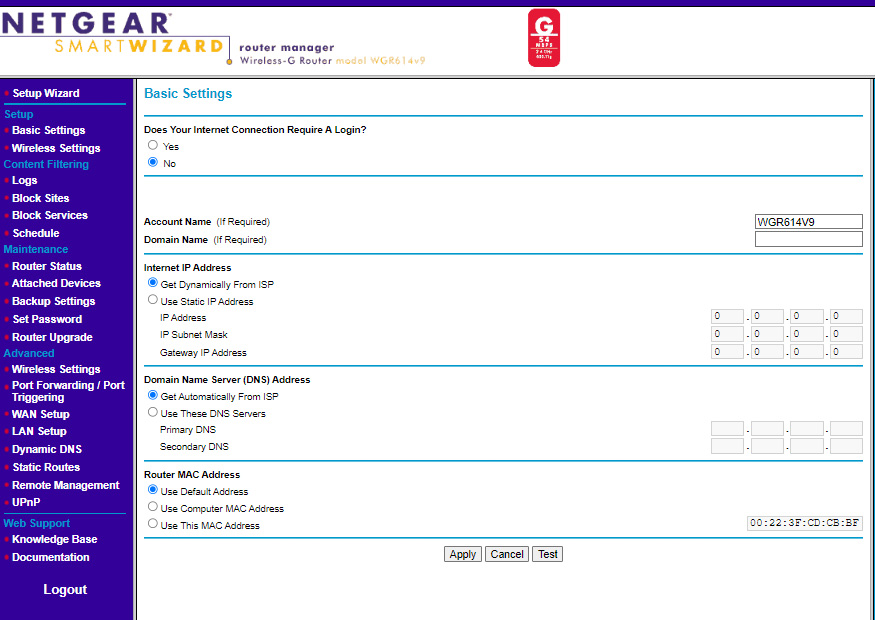 NETGEAR
SMARTWIZARD
router manager
Wireless-G Router model WGR614v9
G
54
2.4 GHz
802.11g
Setup Wizard
Setup
Basic Settings
Wireless Settings
Content Filtering
Logs
Block Sites
Block Services
Schedule
Maintenance
Router Status
Attached Devices
Backup Settings
Set Password
Router Upgrade
Advanced
Wireless Settings
Port Forwarding / Port
Triggering
WAN Setup
LAN Setup
Dynamic DNS
Static Routes
Remote Management
UPnP
Web Support
Knowledge Base
Documentation
Logout
Basic Settings
Does Your Internet Connection Require A Login?
Yes
No
Account Name (If Required) WGR614V9
Domain Name (If Required)
Internet IP Address
Get Dynamically From ISP
Use Static IP Address
IP Address 0 . 0 . 0 . 0
IP Subnet Mask 0 . 0 . 0 . 0
Gateway IP Address 0 . 0 . 0 . 0
Domain Name Server (DNS) Address
Get Automatically From ISP
Use These DNS Servers
Primary DNS . . .
Secondary DNS . . .
Router MAC Address
Use Default Address
Use Computer MAC Address
Use This MAC Address 00:22:3F:CD:CB:BF
Apply Cancel Test